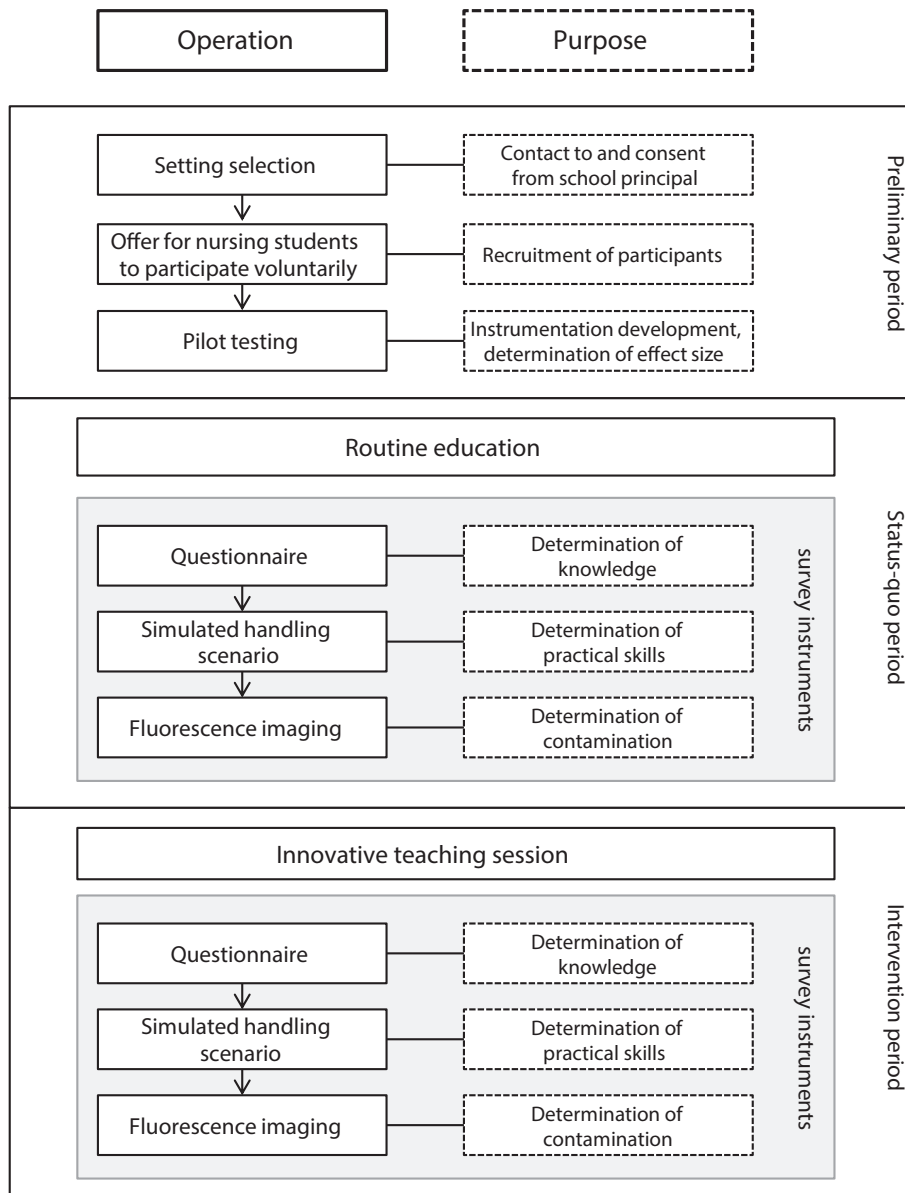 Operation
Purpose
Preliminary period
Setting selection
Contact to and consent
from school principal
Offer for nursing students
to participate voluntarily
Recruitment of participants
Pilot testing
Instrumentation development,
determination of effect size
Status-quo period
Routine education
survey instruments
Questionnaire
Determination of
knowledge
Simulated handling
scenario
Determination of
practical skills
Fluorescence imaging
Determination of
contamination
Intervention period
Innovative teaching session
survey instruments
Questionnaire
Determination of
knowledge
Simulated handling
scenario
Determination of
practical skills
Fluorescence imaging
Determination of
contamination